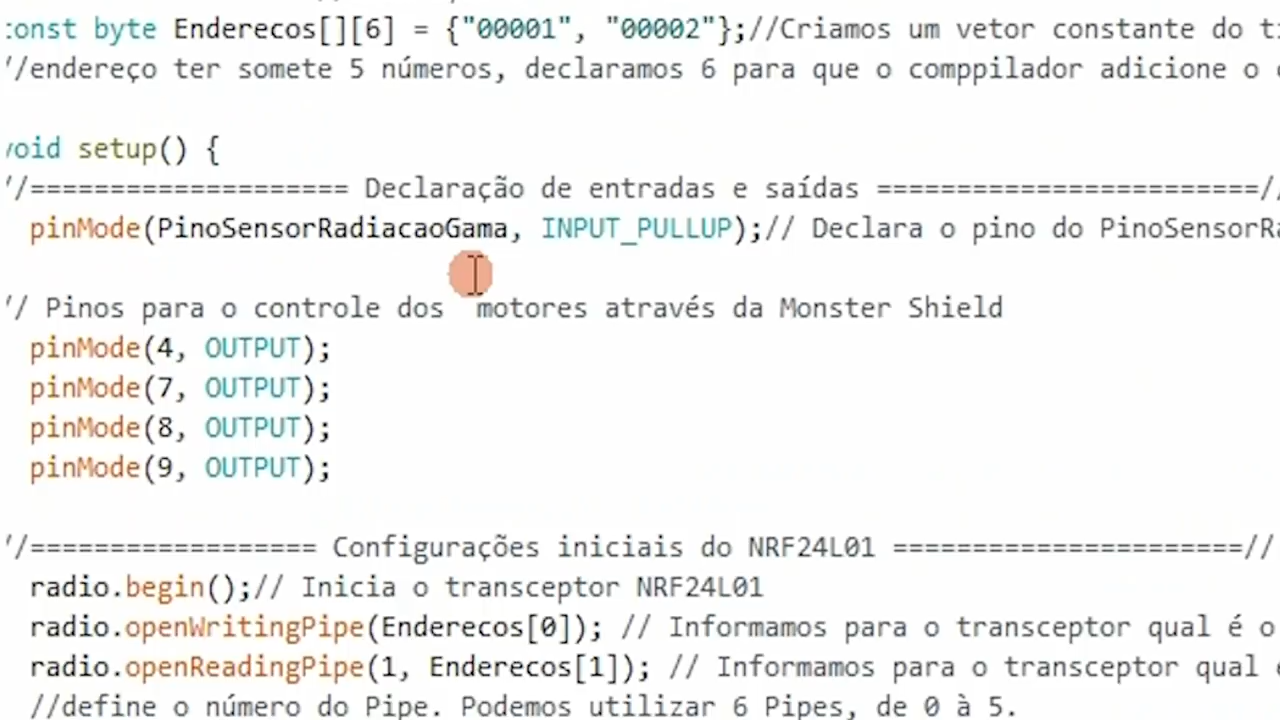 const byte Enderecos[][6] = {"00001", "00002"};//Criamos um vetor constante do
//endereço ter somete 5 números, declaramos 6 para que o comppilador adicione o
void setup() {
//==================== Declaração de entradas e saídas ========================//
pinMode(PinoSensorRadiacaoGama, INPUT_PULLUP);// Declara o pino do PinoSensorRa
// Pinos para o controle dos  motores através da Monster Shield
pinMode(4, OUTPUT);
pinMode(7, OUTPUT);
pinMode(8, OUTPUT);
pinMode(9, OUTPUT);
//================== Configurações iniciais do NRF24L01 ======================//
radio.begin();// Inicia o transceptor NRF24L01
radio.openWritingPipe(Enderecos[0]); // Informamos para o transceptor qual é o
radio.openReadingPipe(1, Enderecos[1]); // Informamos para o transceptor qual é
//define o número do Pipe. Podemos utilizar 6 Pipes, de 0 à 5.